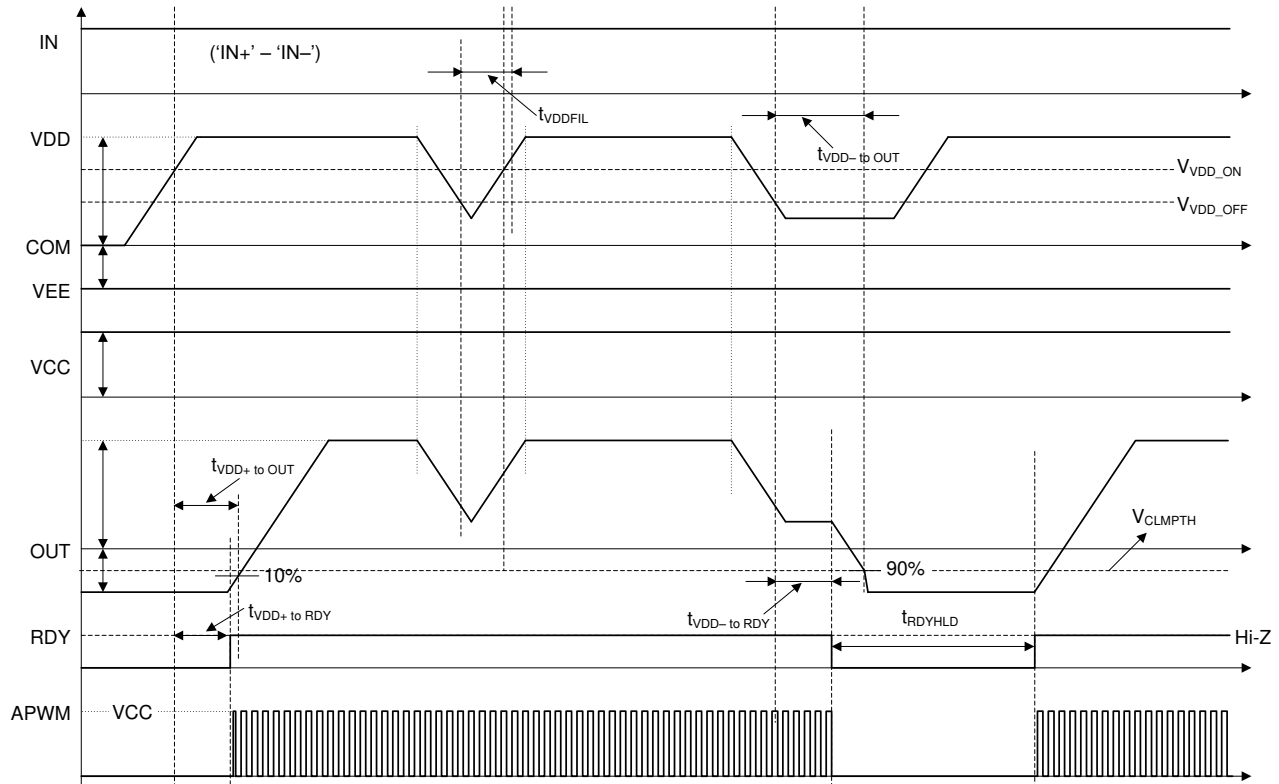 IN
('IN+' – 'IN–')
tVDDFIL
VDD
tVDD– to OUT
VVDD_ON
VVDD_OFF
COM
VEE
VCC
tVDD+ to OUT
VCLMPTH
OUT
10%
90%
tVDD+ to RDY
tVDD– to RDY
tRDYHLD
RDY
Hi-Z
APWM
VCC